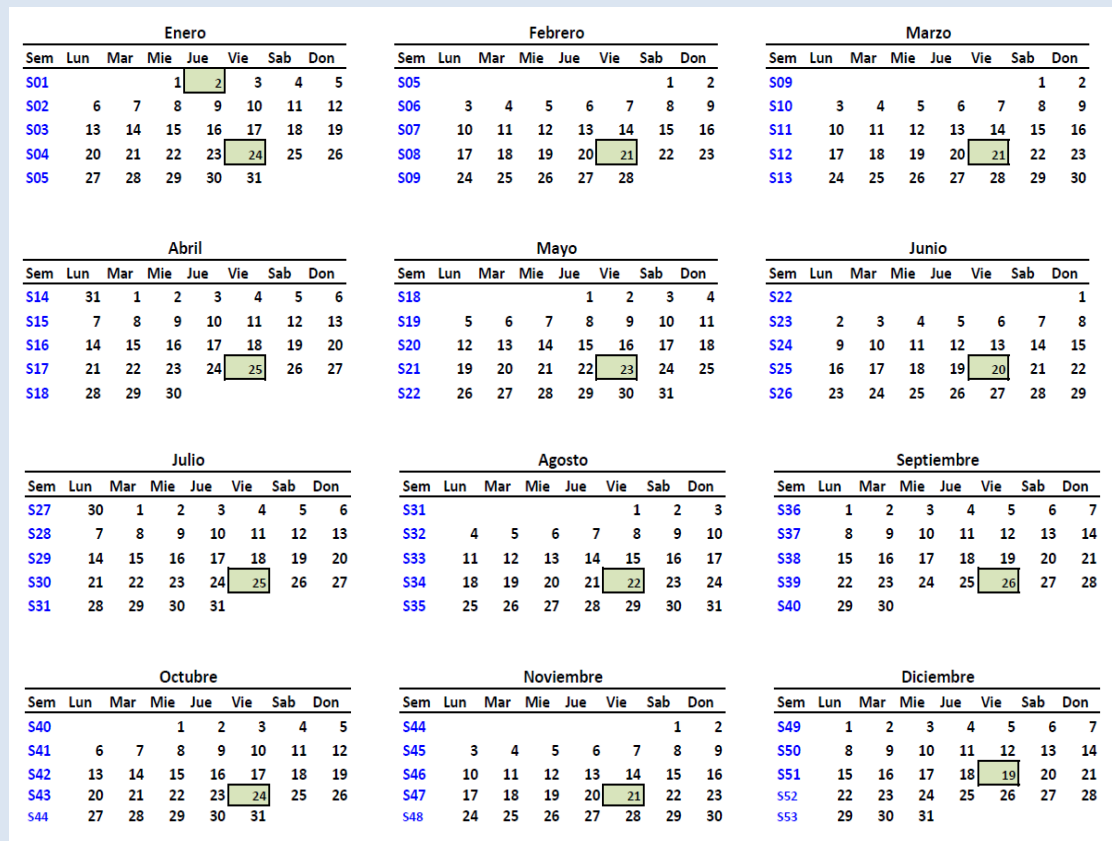 Enero
Sem Lun Mar Mie Jue Vie Sab Don
S01 1 2 3 4 5
S02 6 7 8 9 10 11 12
S03 13 14 15 16 17 18 19
S04 20 21 22 23 24 25 26
S05 27 28 29 30 31
Febrero
Sem Lun Mar Mie Jue Vie Sab Don
S05 1 2
S06 3 4 5 6 7 8 9
S07 10 11 12 13 14 15 16
S08 17 18 19 20 21 22 23
S09 24 25 26 27 28
Marzo
Sem Lun Mar Mie Jue Vie Sab Don
S09 1 2
S10 3 4 5 6 7 8 9
S11 10 11 12 13 14 15 16
S12 17 18 19 20 21 22 23
S13 24 25 26 27 28 29 30
Abril
Sem Lun Mar Mie Jue Vie Sab Don
S14 31 1 2 3 4 5 6
S15 7 8 9 10 11 12 13
S16 14 15 16 17 18 19 20
S17 21 22 23 24 25 26 27
S18 28 29 30
Mayo
Sem Lun Mar Mie Jue Vie Sab Don
S18 1 2 3 4
S19 5 6 7 8 9 10 11
S20 12 13 14 15 16 17 18
S21 19 20 21 22 23 24 25
S22 26 27 28 29 30 31
Junio
Sem Lun Mar Mie Jue Vie Sab Don
S22 1
S23 2 3 4 5 6 7 8
S24 9 10 11 12 13 14 15
S25 16 17 18 19 20 21 22
S26 23 24 25 26 27 28 29
Julio
Sem Lun Mar Mie Jue Vie Sab Don
S27 30 1 2 3 4 5 6
S28 7 8 9 10 11 12 13
S29 14 15 16 17 18 19 20
S30 21 22 23 24 25 26 27
S31 28 29 30 31
Agosto
Sem Lun Mar Mie Jue Vie Sab Don
S31 1 2 3
S32 4 5 6 7 8 9 10
S33 11 12 13 14 15 16 17
S34 18 19 20 21 22 23 24
S35 25 26 27 28 29 30 31
Septiembre
Sem Lun Mar Mie Jue Vie Sab Don
S36 1 2 3 4 5 6 7
S37 8 9 10 11 12 13 14
S38 15 16 17 18 19 20 21
S39 22 23 24 25 26 27 28
S40 29 30
Octubre
Sem Lun Mar Mie Jue Vie Sab Don
S40 1 2 3 4 5
S41 6 7 8 9 10 11 12
S42 13 14 15 16 17 18 19
S43 20 21 22 23 24 25 26
S44 27 28 29 30 31
Noviembre
Sem Lun Mar Mie Jue Vie Sab Don
S44 1 2
S45 3 4 5 6 7 8 9
S46 10 11 12 13 14 15 16
S47 17 18 19 20 21 22 23
S48 24 25 26 27 28 29 30
Diciembre
Sem Lun Mar Mie Jue Vie Sab Don
S49 1 2 3 4 5 6 7
S50 8 9 10 11 12 13 14
S51 15 16 17 18 19 20 21
S52 22 23 24 25 26 27 28
S53 29 30 31